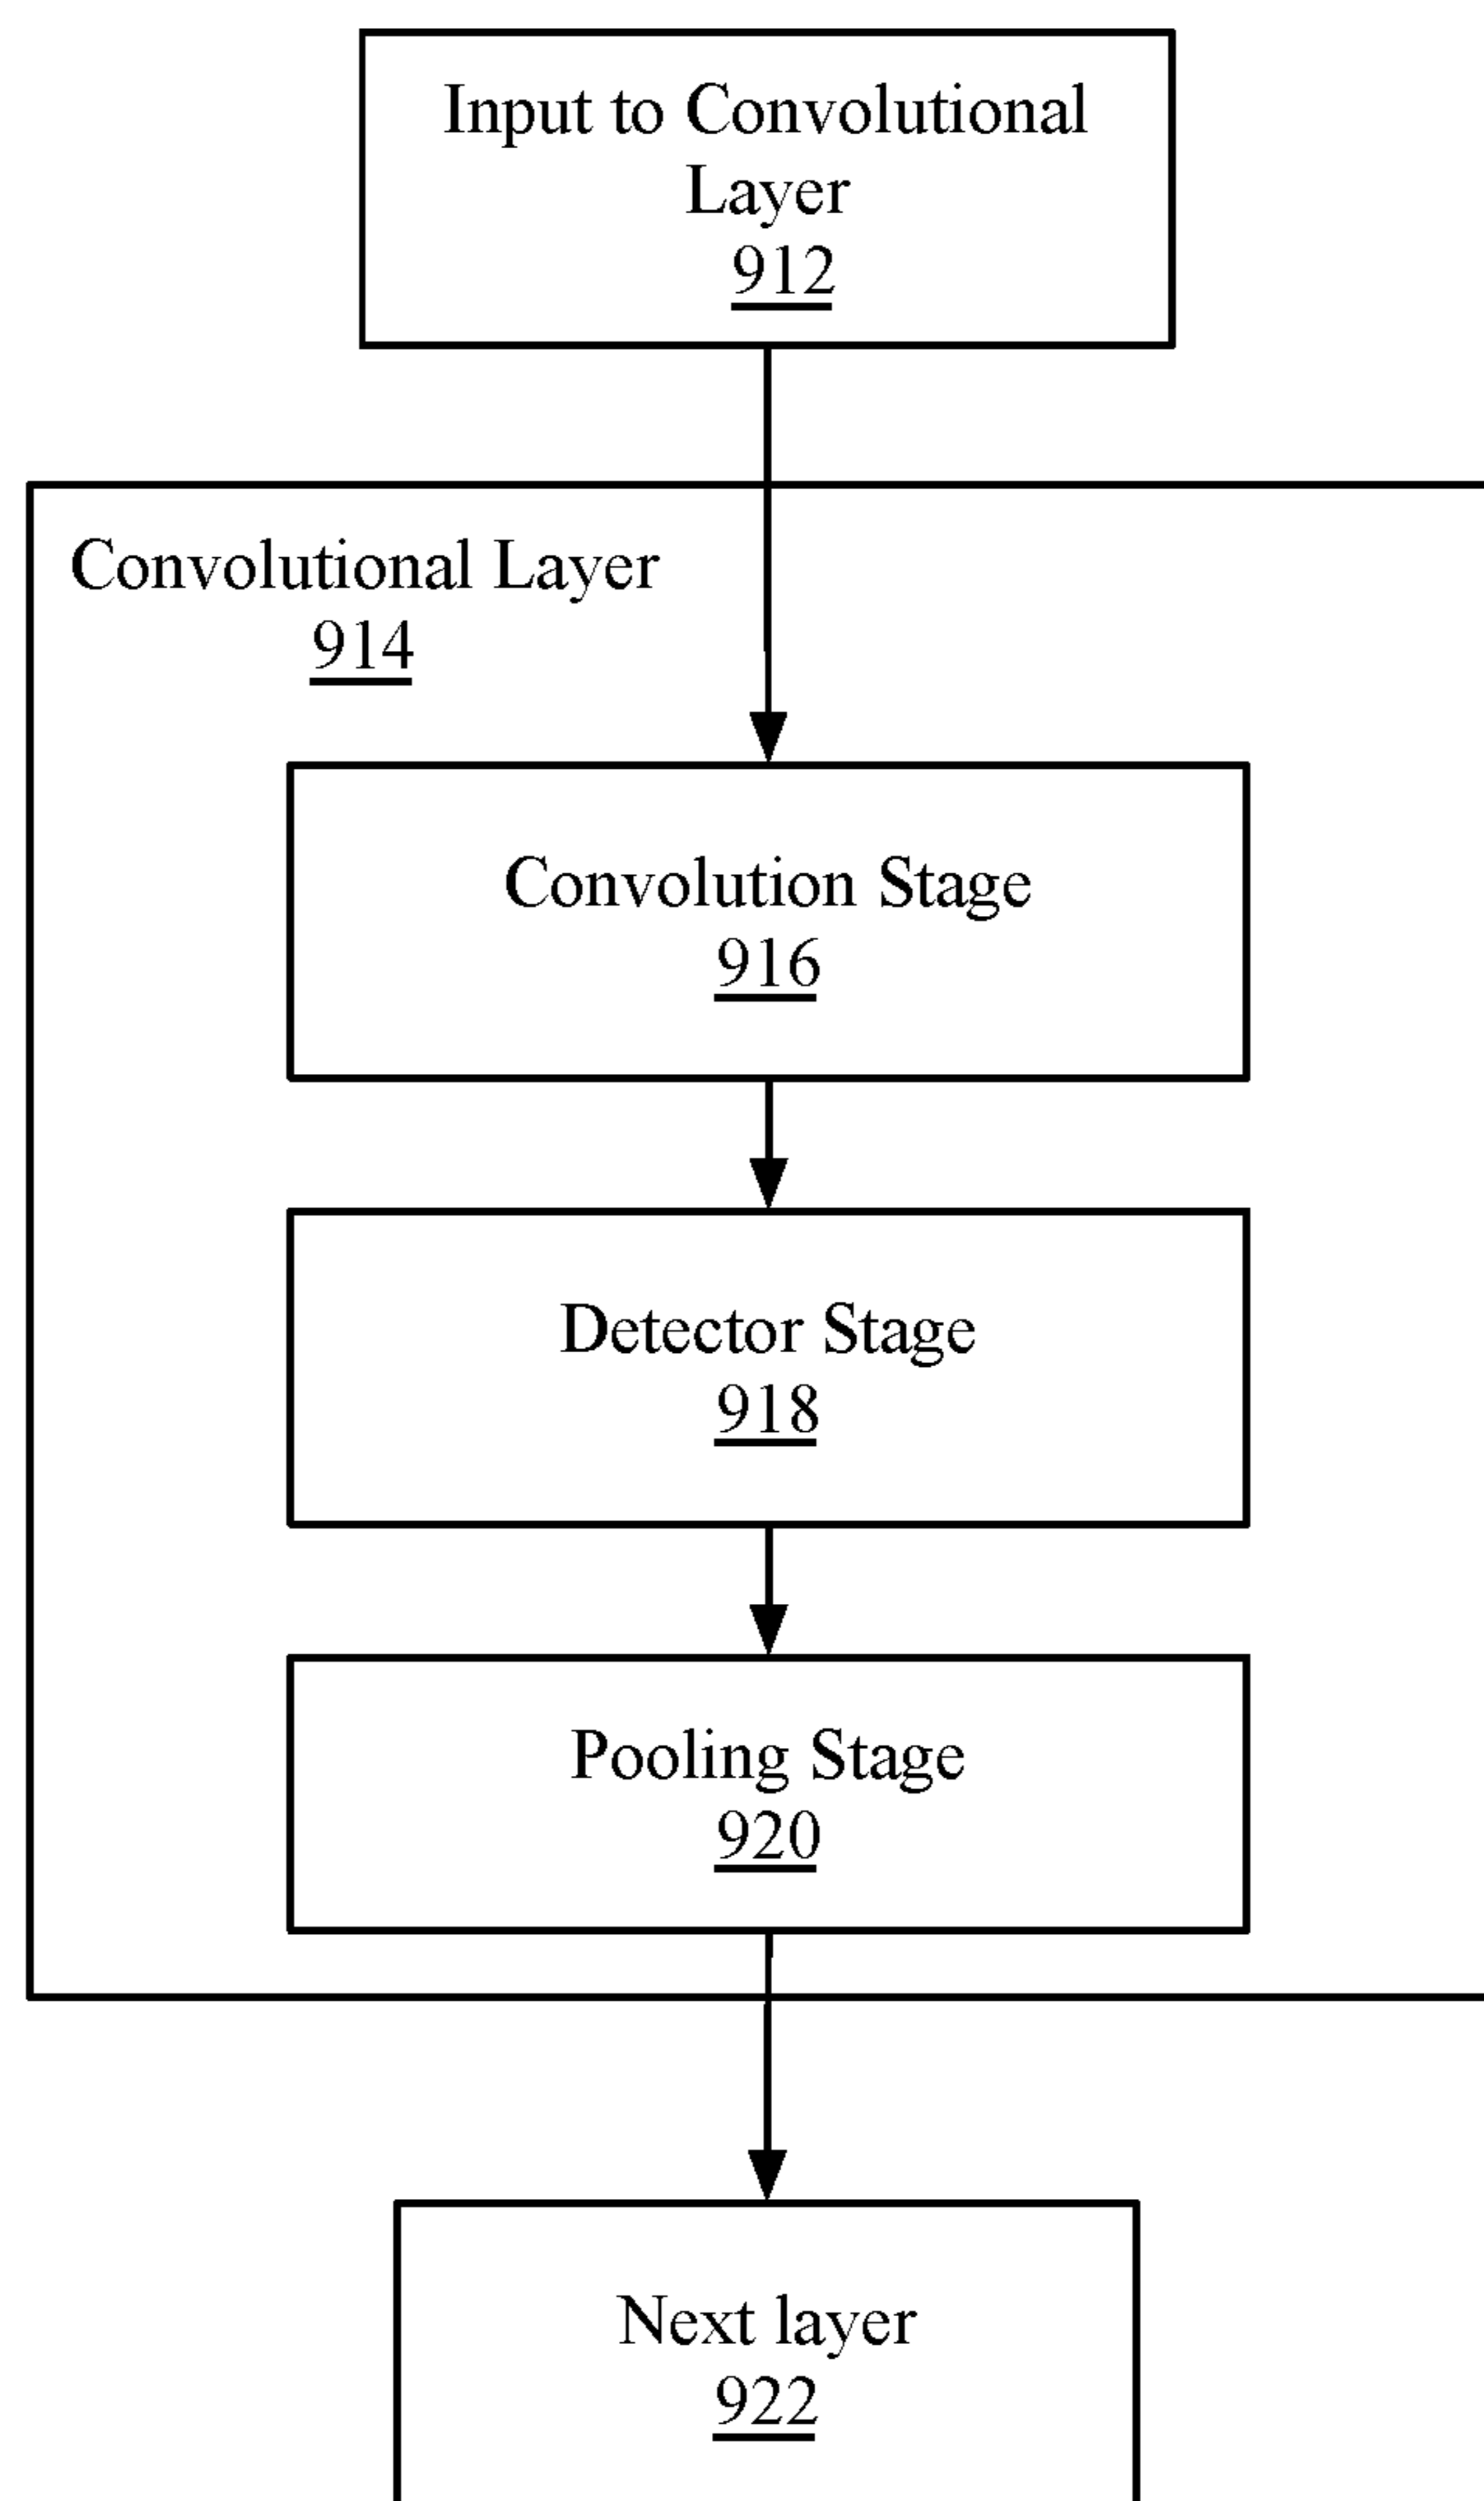 Input to Convolutional
Layer
912
Convolutional Layer
914
Convolution Stage
916
Detector Stage
918
Pooling Stage
920
Next layer
922